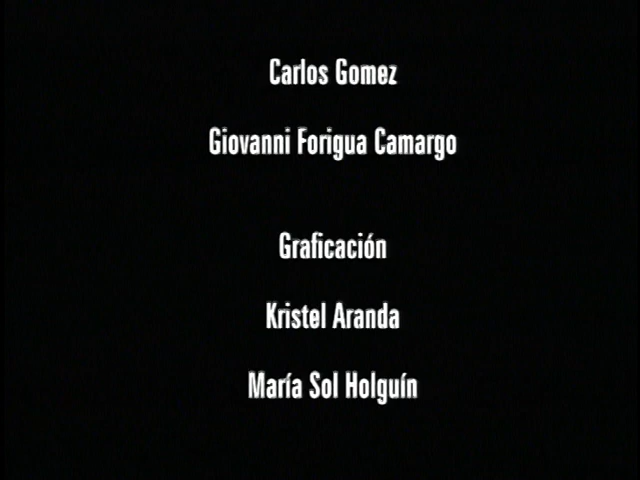 Carlos Gomez
Giovanni Forigua Camargo
Graficación
Kristel Aranda
María Sol Holguín